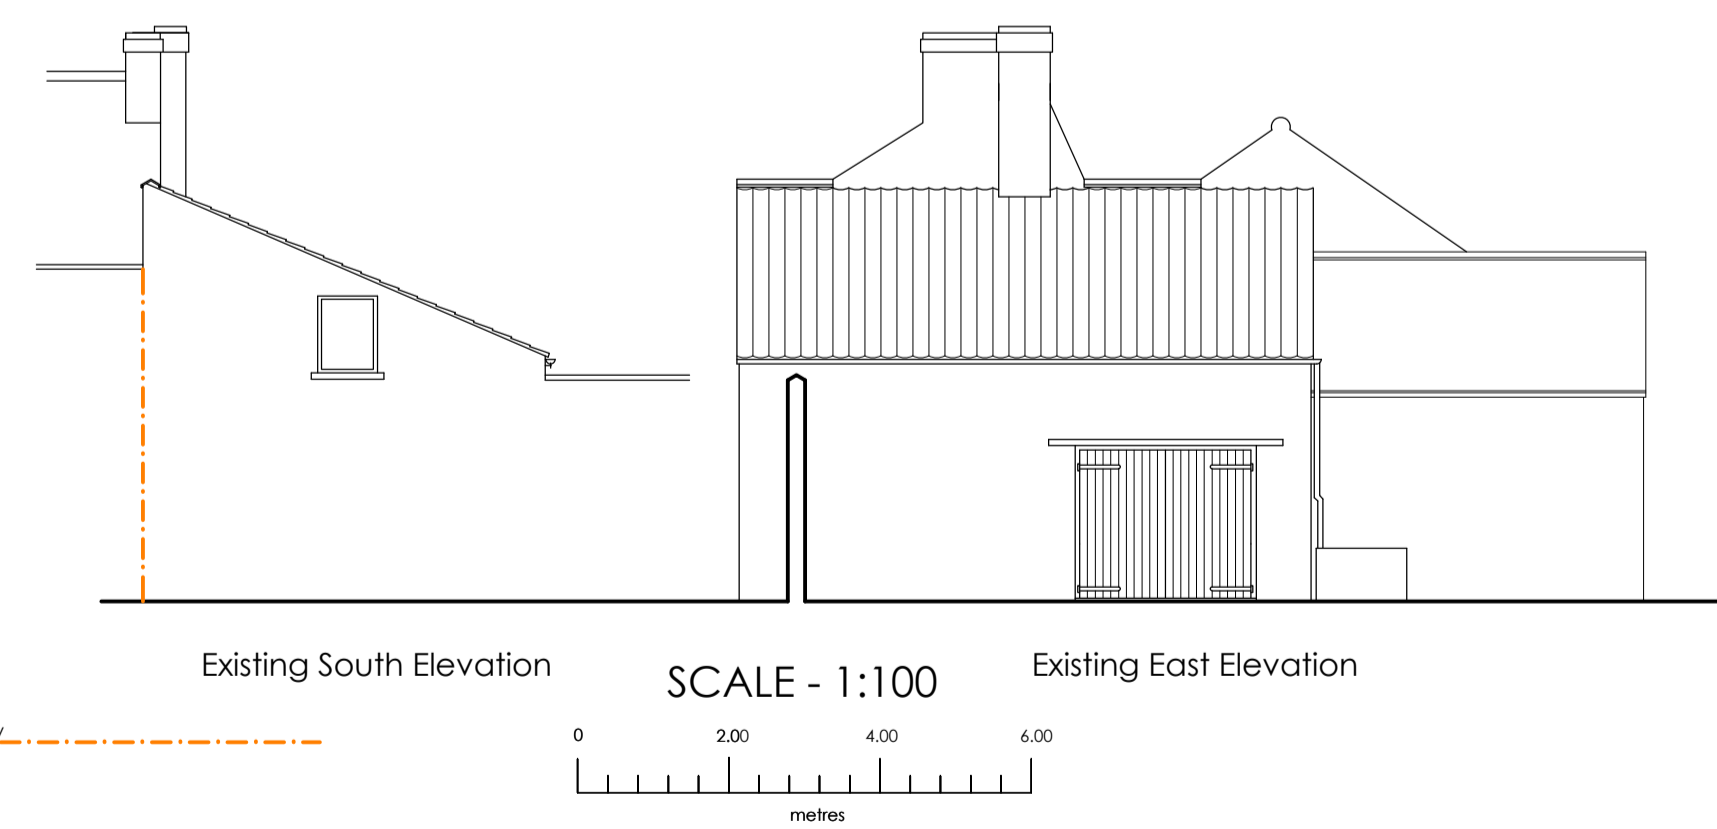 Existing South Elevation
SCALE - 1:100
Existing East Elevation
0 2.00 4.00 6.00
metres